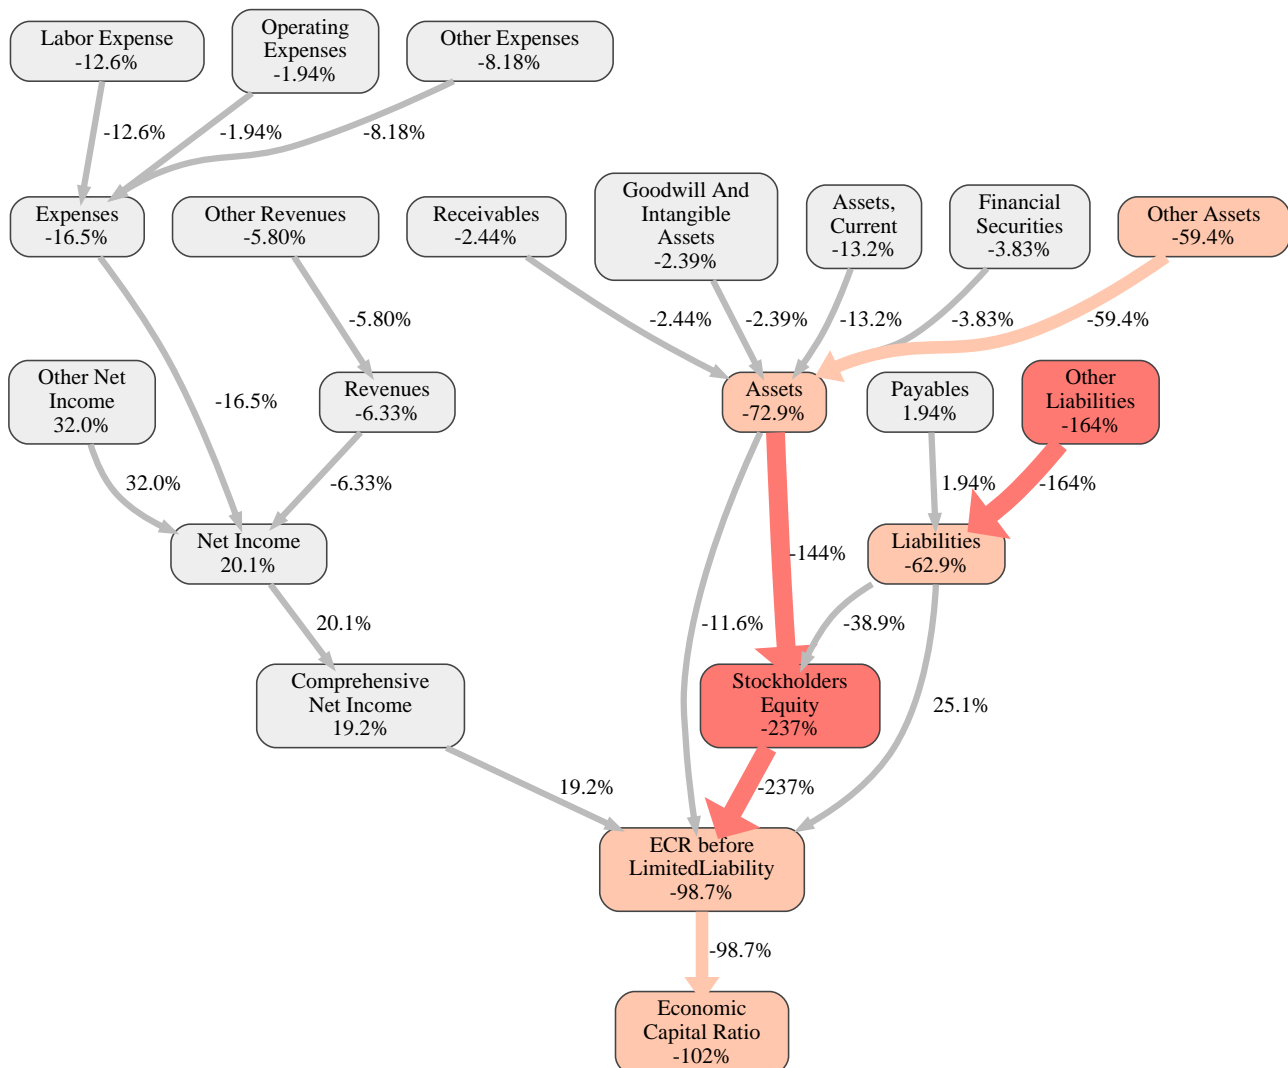 Labor Expense
-12.6%
Operating
Expenses
-1.94%
Other Expenses
-8.18%
-12.6%
-1.94%
-8.18%
Expenses
-16.5%
Other Revenues
-5.80%
Receivables
-2.44%
Goodwill And
Intangible
Assets
-2.39%
Assets,
Current
-13.2%
Financial
Securities
-3.83%
Other Assets
-59.4%
-5.80%
-2.44%
-2.39%
-13.2%
-3.83%
-59.4%
Other Net
Income
32.0%
-16.5%
Revenues
-6.33%
Assets
-72.9%
Payables
1.94%
Other
Liabilities
-164%
32.0%
-6.33%
1.94%
-164%
Net Income
20.1%
-144%
Liabilities
-62.9%
20.1%
-11.6%
-38.9%
25.1%
Comprehensive
Net Income
19.2%
Stockholders
Equity
-237%
19.2%
-237%
ECR before
LimitedLiability
-98.7%
-98.7%
Economic
Capital Ratio
-102%